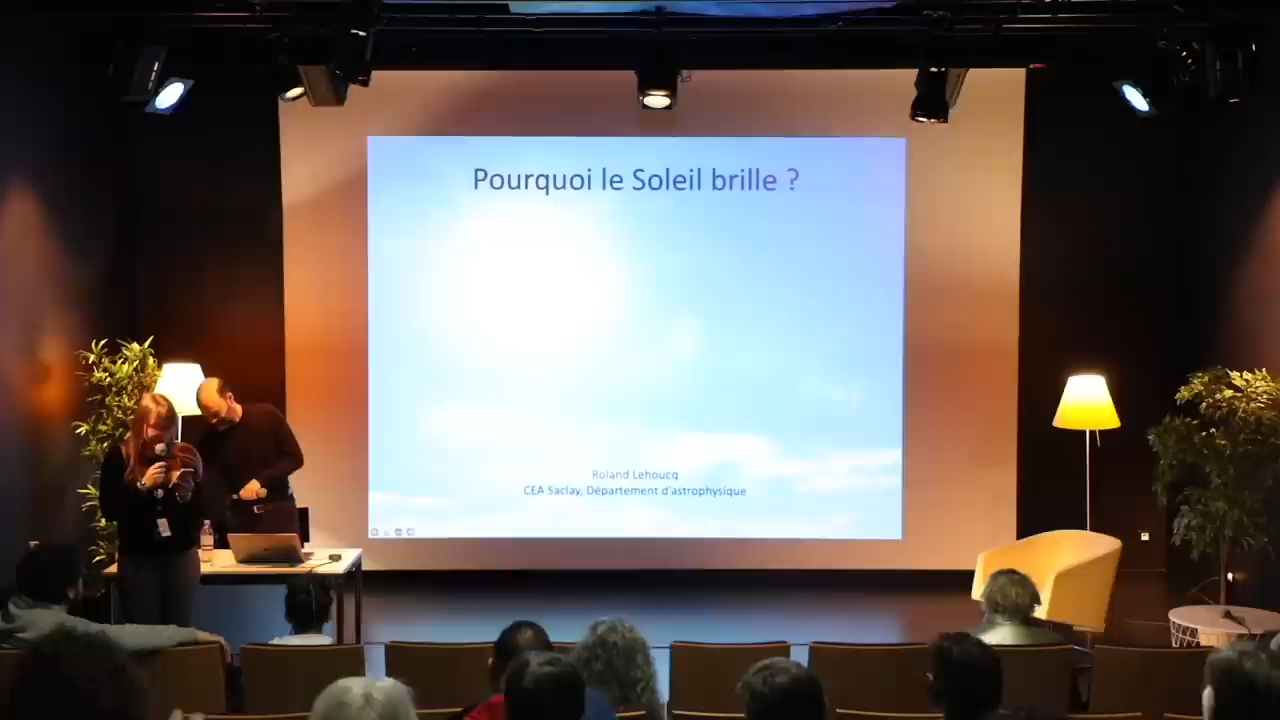 Pourquoi le Soleil brille ?
Roland Lehoucq
CEA Saclay, Département d'astrophysique